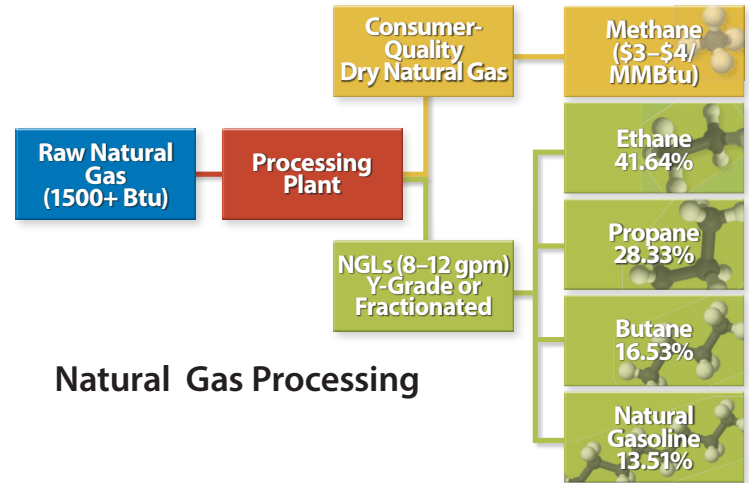 Consumer-
Quality
Dry Natural Gas
Methane
($3–$4/
MMBtu)
Raw Natural
Gas
(1500+ Btu)
Processing
Plant
Ethane
41.64%
Propane
28.33%
NGLs (8–12 gpm)
Y-Grade or
Fractionated
Butane
16.53%
Natural
Gasoline
13.51%
Natural Gas Processing